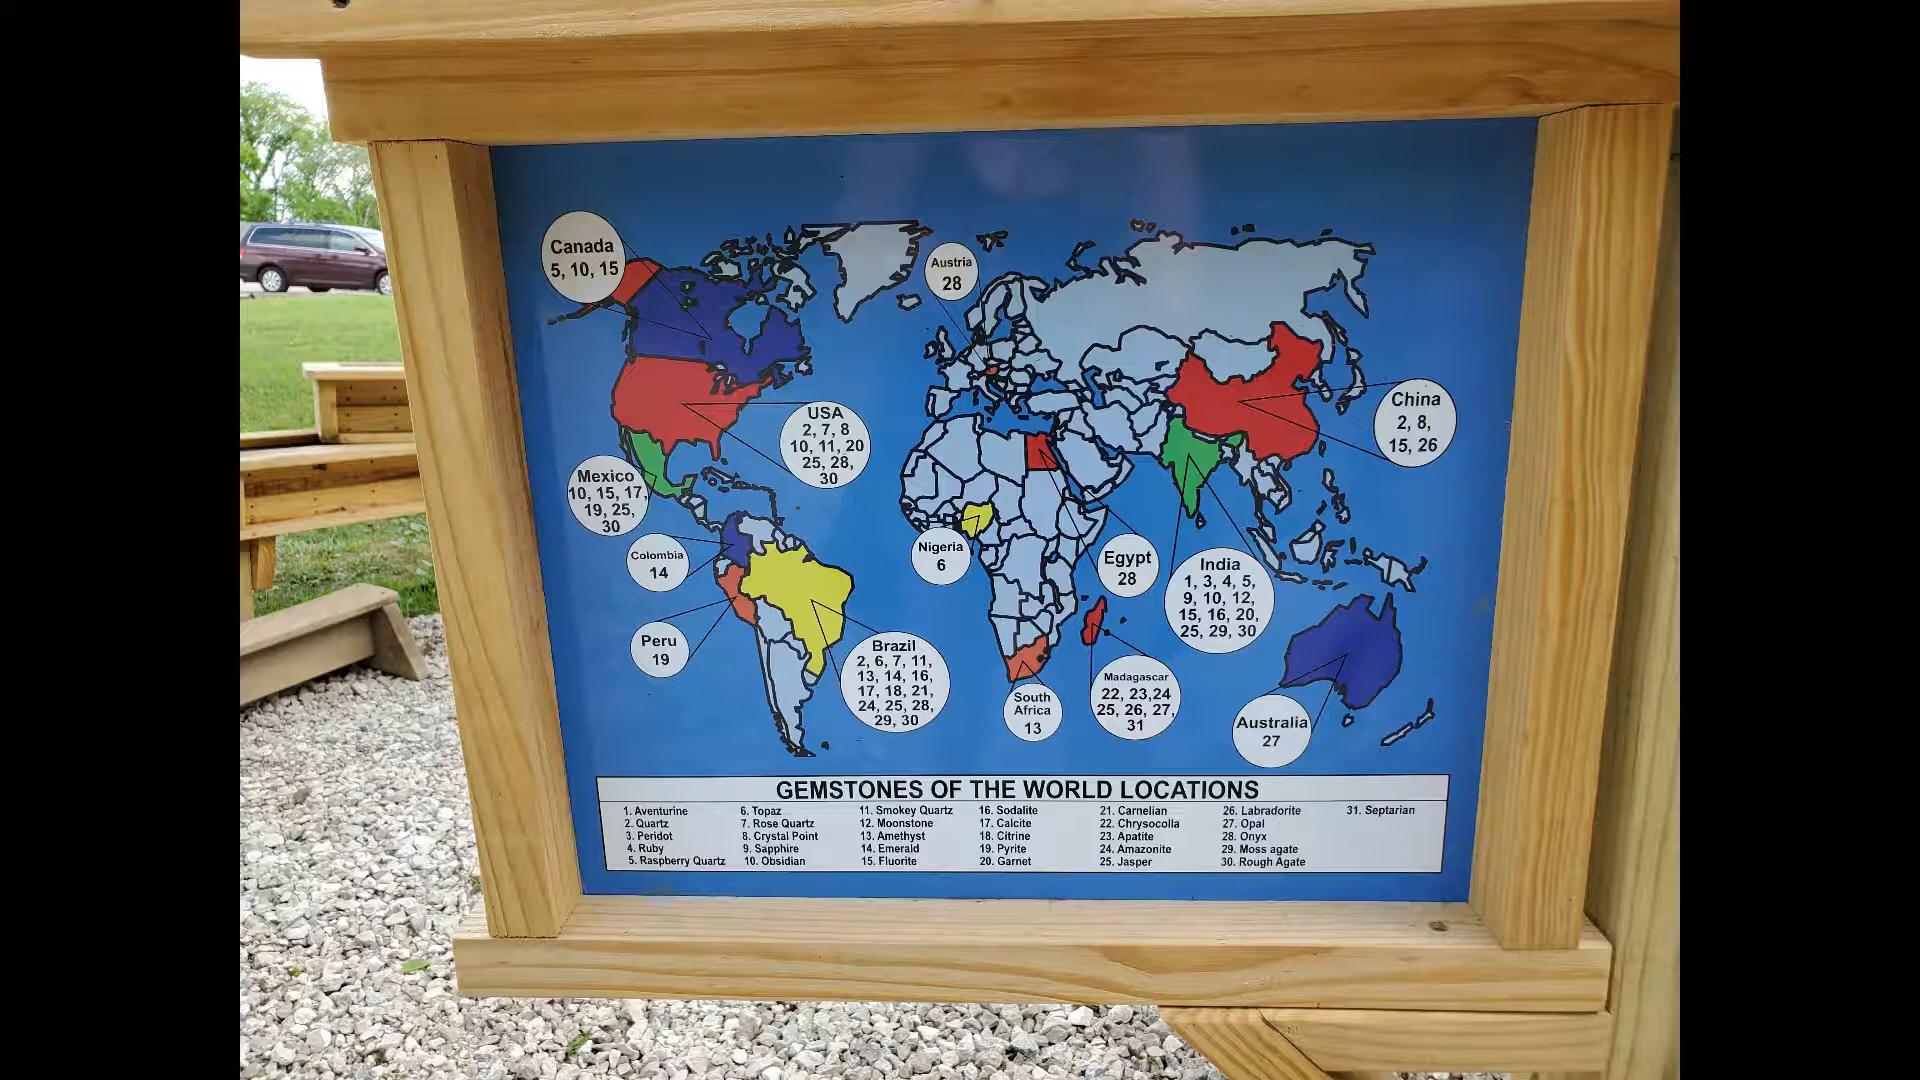 Canada
5, 10, 15
Austria
28
China
2, 8,
15, 26
USA
2, 7, 8
10, 11, 20
25, 28,
30
Mexico
10, 15, 17,
19, 25,
30
Colombia
14
Nigeria
6
Egypt
28
India
1, 3, 4, 5,
9, 10, 12,
15, 16, 20,
25, 29, 30
Peru
19
Brazil
2, 6, 7, 11,
13, 14, 16,
17, 18, 21,
24, 25, 28,
29, 30
South
Africa
13
Madagascar
22, 23,24
25, 26, 27,
31
Australia
27
GEMSTONES OF THE WORLD LOCATIONS
1. Aventurine
2. Quartz
3. Peridot
4. Ruby
5. Raspberry Quartz
6. Topaz
7. Rose Quartz
8. Crystal Point
9. Sapphire
10. Obsidian
11. Smokey Quartz
12. Moonstone
13. Amethyst
14. Emerald
15. Fluorite
16. Sodalite
17. Calcite
18. Citrine
19. Pyrite
20. Garnet
21. Carnelian
22. Chrysocolla
23. Apatite
24. Amazonite
25. Jasper
26. Labradorite
27. Opal
28. Onyx
29. Moss agate
30. Rough Agate
31. Septarian